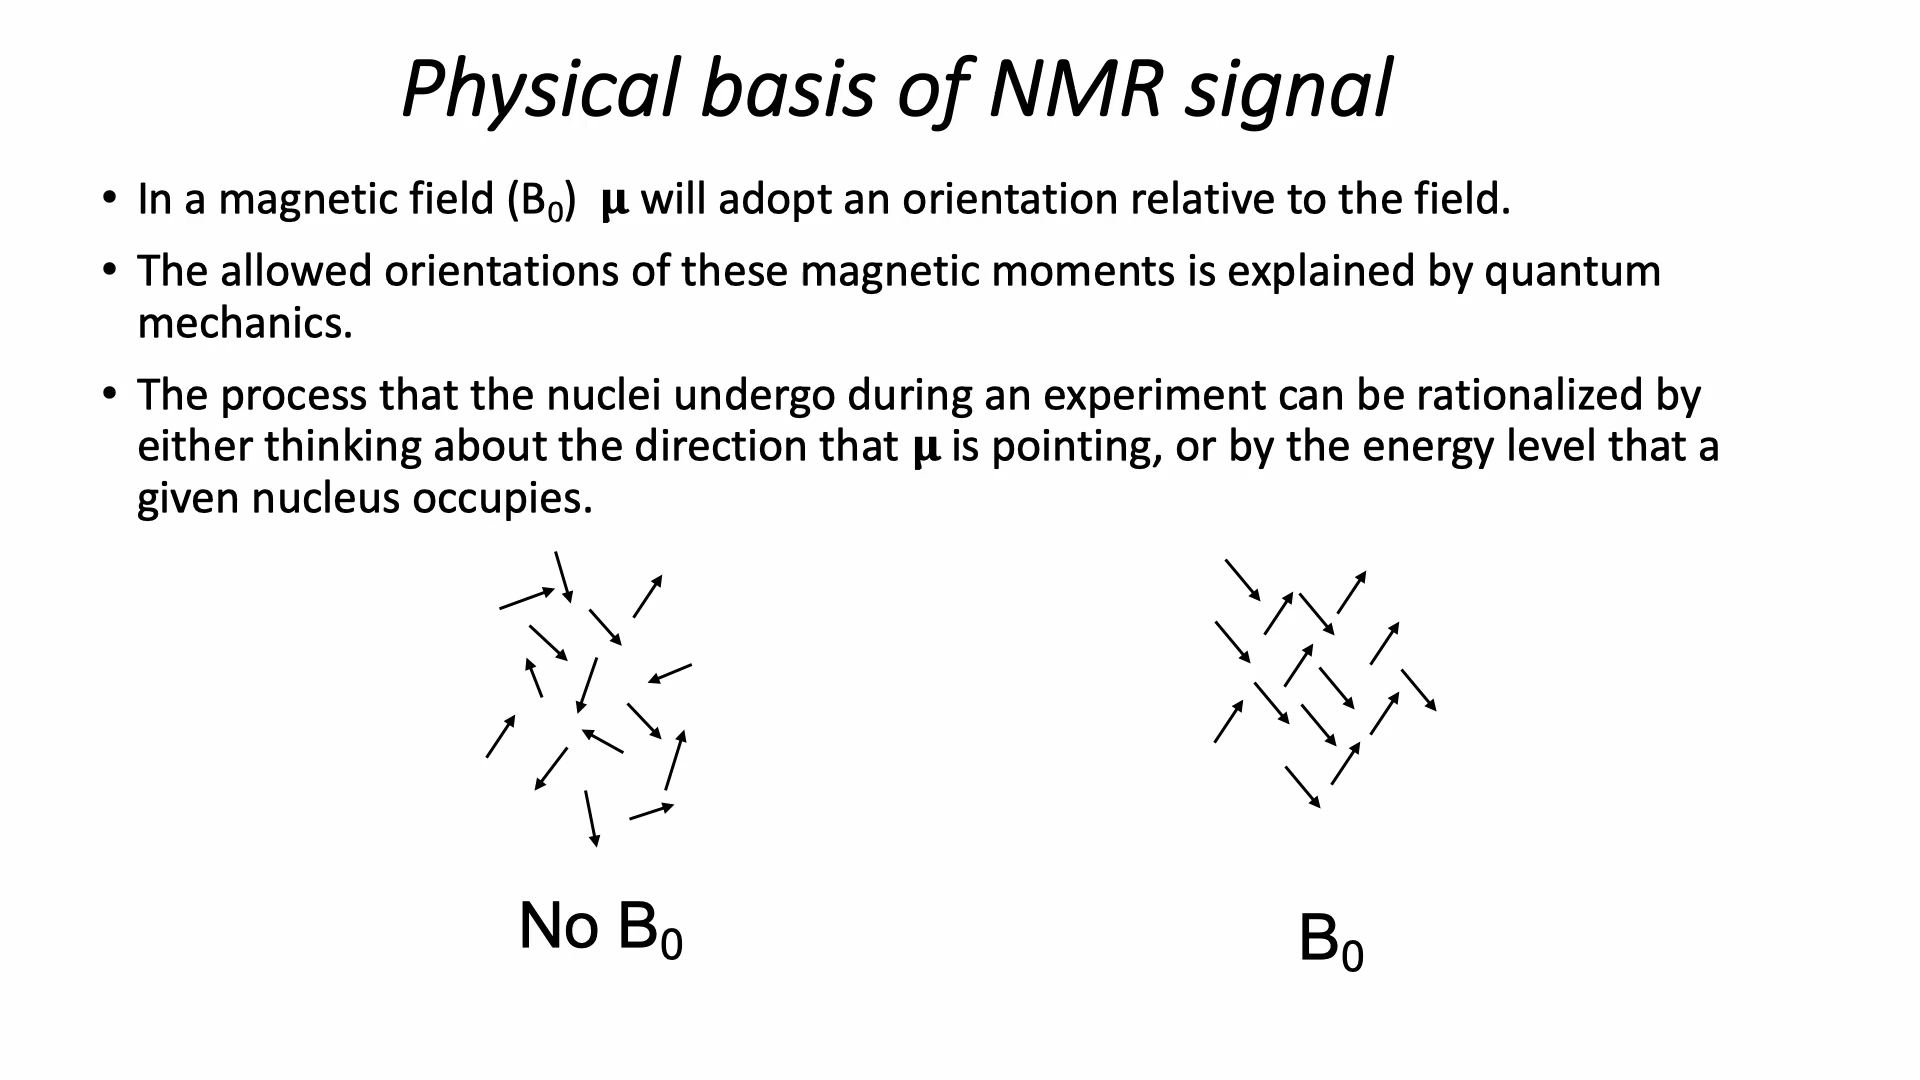 Physical basis of NMR signal
• In a magnetic field (B₀) μ will adopt an orientation relative to the field.
• The allowed orientations of these magnetic moments is explained by quantum
mechanics.
• The process that the nuclei undergo during an experiment can be rationalized by
either thinking about the direction that μ is pointing, or by the energy level that a
given nucleus occupies.
No B₀
B₀